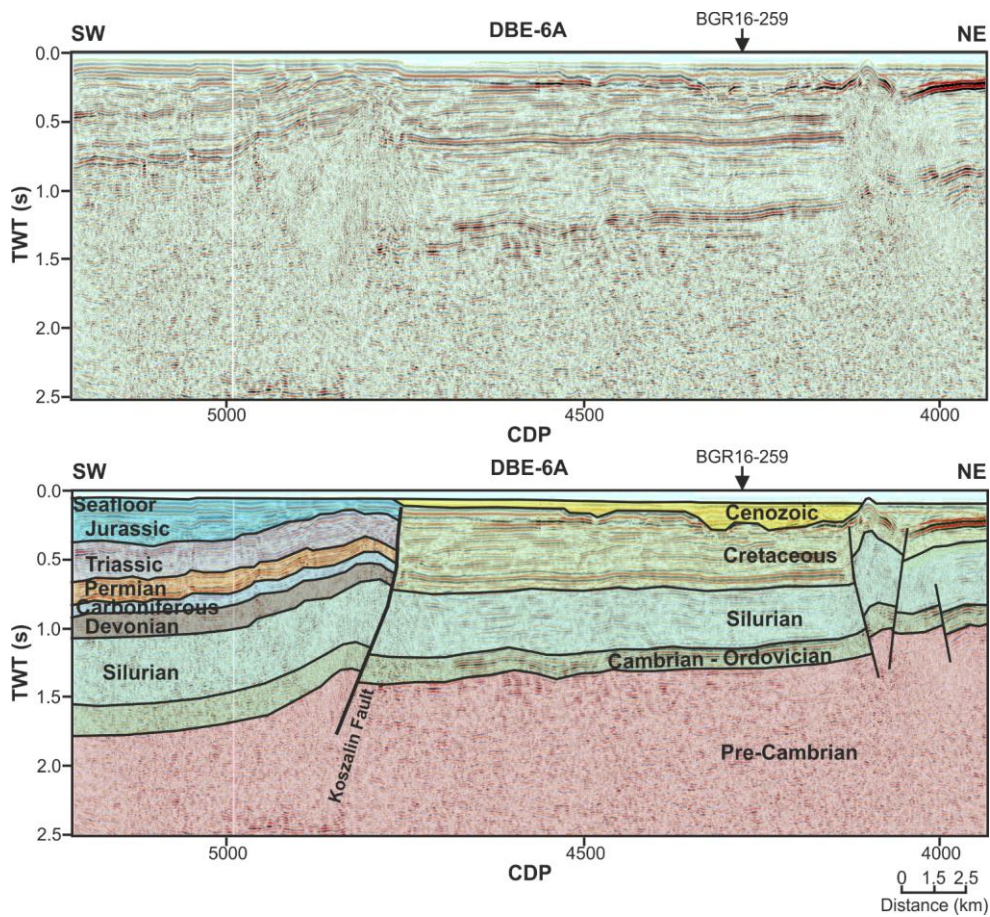 SW
DBE-6A
BGR16-259
NE
0.0
0.5
1.0
1.5
2.0
2.5
TWT (s)
5000
4500
4000
CDP
SW
DBE-6A
BGR16-259
NE
0.0
0.5
1.0
1.5
2.0
2.5
TWT (s)
Seafloor
Jurassic
Triassic
Permian
Carboniferous
Devonian
Silurian
Koszalin Fault
Cenozoic
Cretaceous
Silurian
Cambrian - Ordovician
Pre-Cambrian
5000
4500
4000
CDP
0 1.5 2.5
Distance (km)